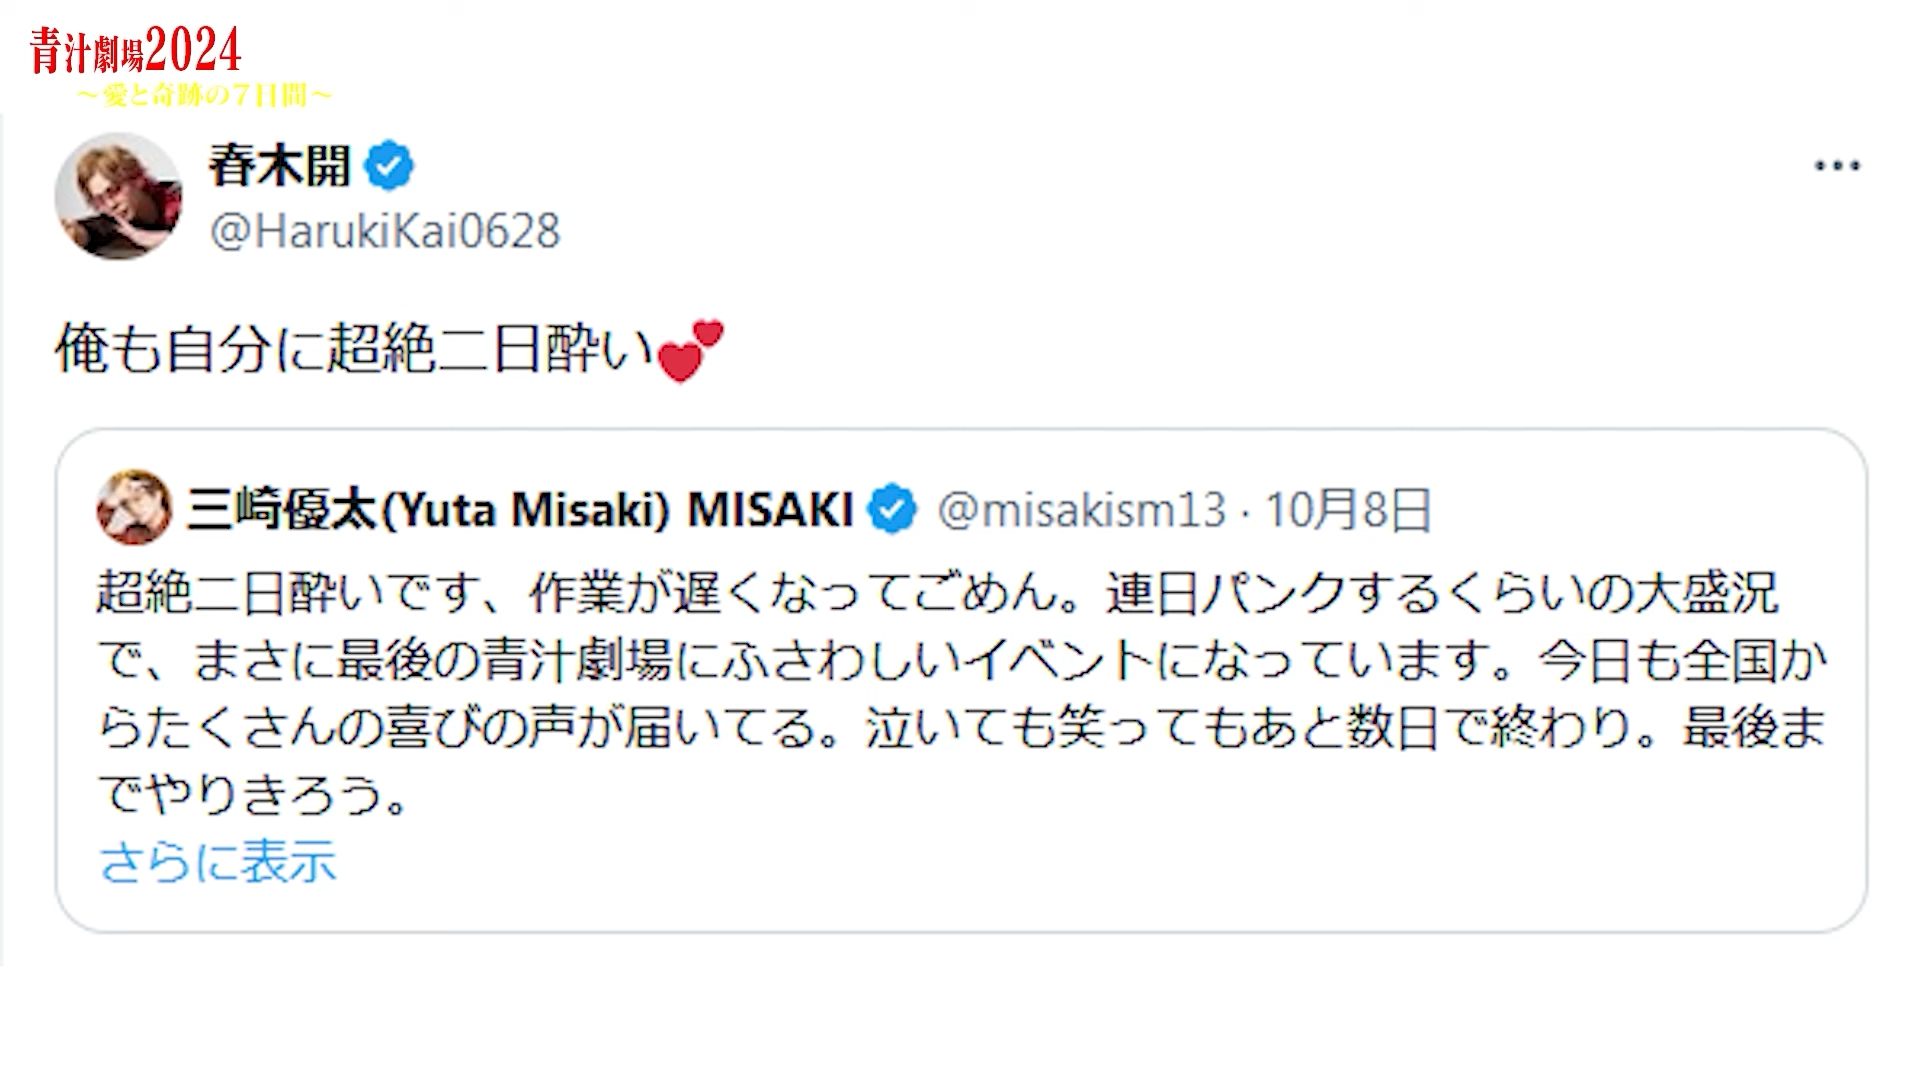 青汁劇場2024
～愛と奇跡の7日間～
春木開
@HarukiKai0628
俺も自分に超絶二日酔い💕
三崎優太(Yuta Misaki) MISAKI @misakism13 · 10月8日
超絶二日酔いです、作業が遅くなってごめん。連日パンクするくらいの大盛況
で、まさに最後の青汁劇場にふさわしいイベントになっています。今日も全国か
らたくさんの喜びの声が届いてる。泣いても笑ってもあと数日で終わり。最後ま
でやりきろう。
さらに表示